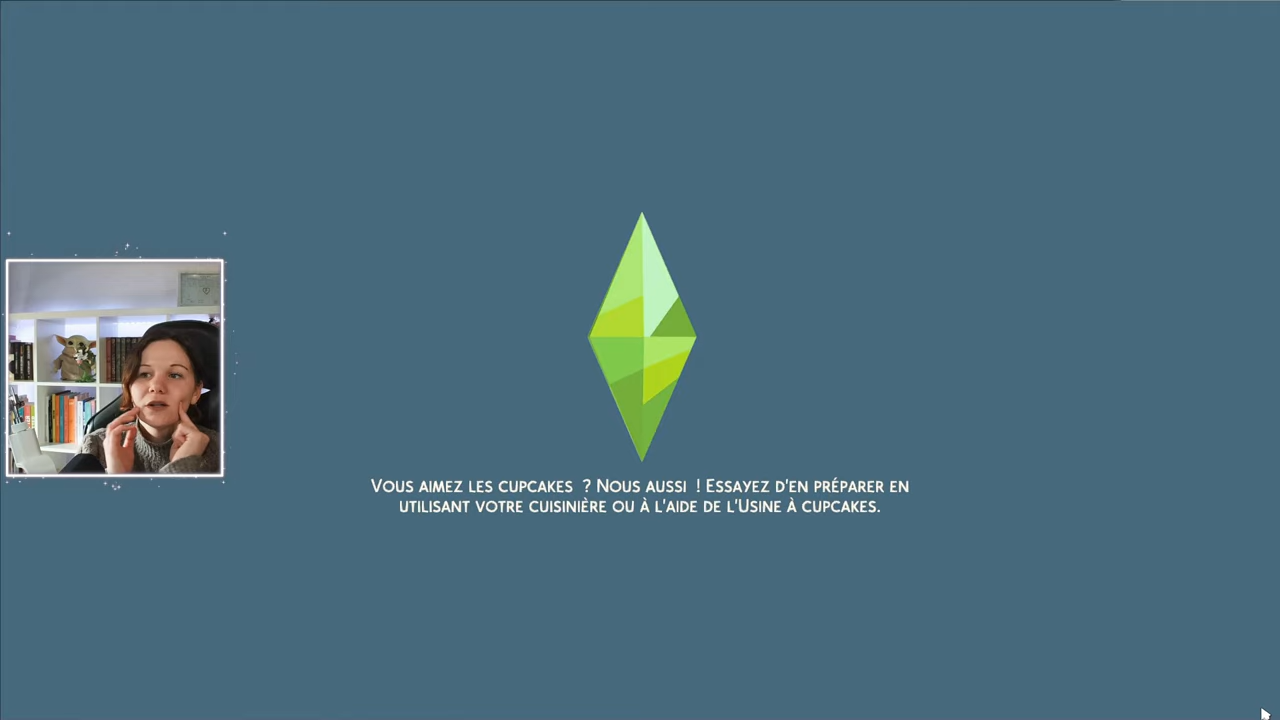 Vous aimez les cupcakes  ? Nous aussi  ! Essayez d'en préparer en
utilisant votre cuisinière ou à l'aide de l'Usine à cupcakes.